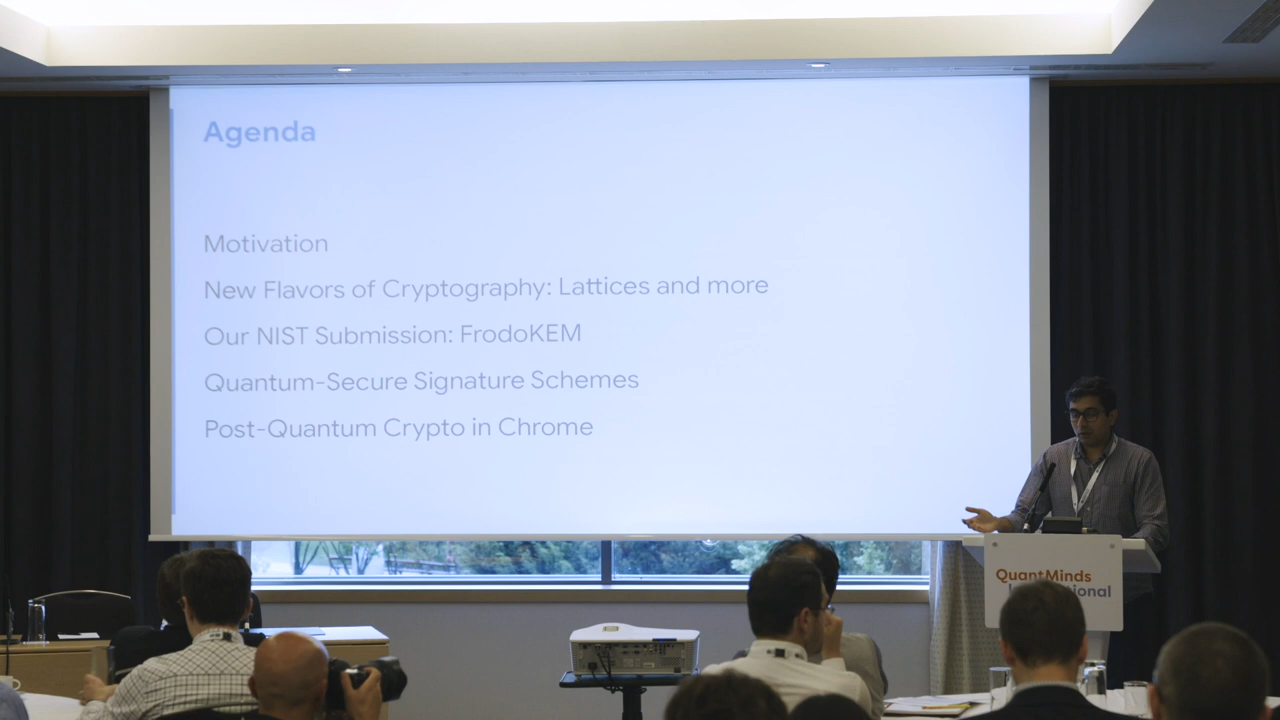 Agenda
Motivation
New Flavors of Cryptography: Lattices and more
Our NIST Submission: FrodoKEM
Quantum-Secure Signature Schemes
Post-Quantum Crypto in Chrome
QuantMinds